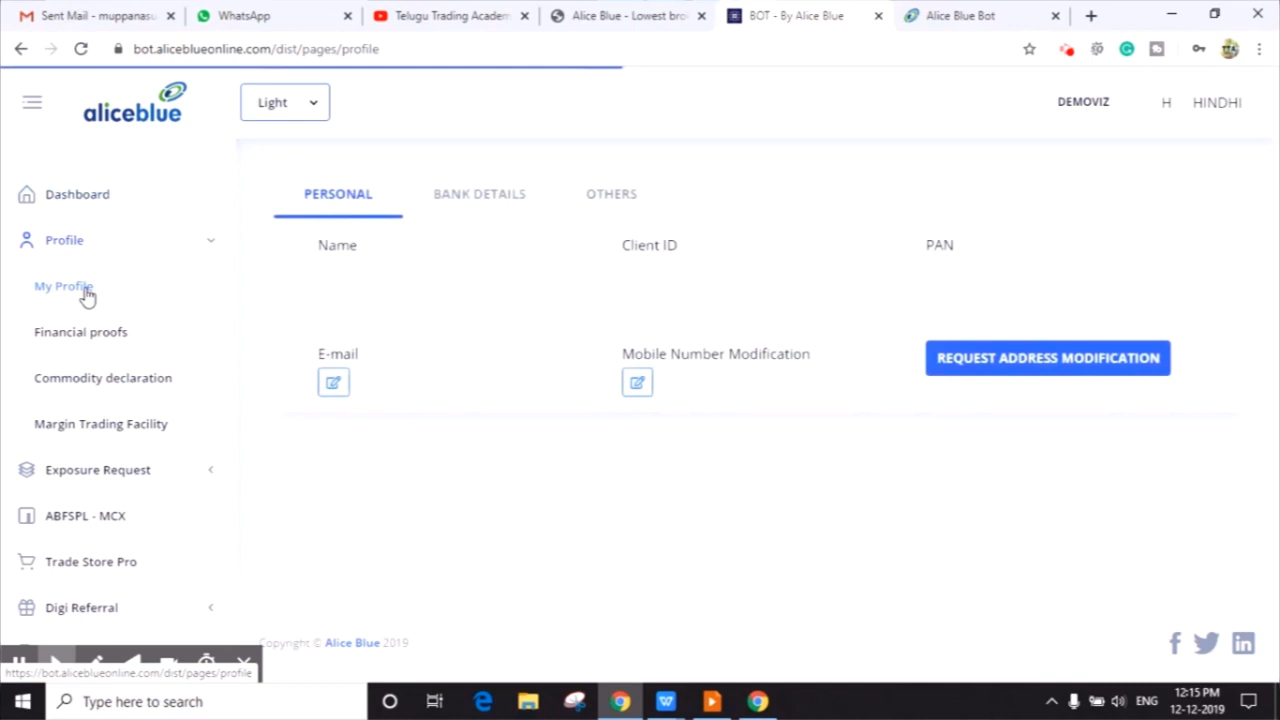 Sent Mail - muppanasu
WhatsApp
Telugu Trading Academ
Alice Blue - Lowest bro
BOT - By Alice Blue
Alice Blue Bot
bot.aliceblueonline.com/dist/pages/profile
aliceblue
Light
DEMOVIZ
H
HINDHI
Dashboard
Profile
My Profile
Financial proofs
Commodity declaration
Margin Trading Facility
Exposure Request
ABFSPL - MCX
Trade Store Pro
Digi Referral
PERSONAL
BANK DETAILS
OTHERS
Name
Client ID
PAN
E-mail
Mobile Number Modification
REQUEST ADDRESS MODIFICATION
Copyright © Alice Blue 2019
https://bot.aliceblueonline.com/dist/pages/profile
Type here to search
ENG
12:15 PM
12-12-2019